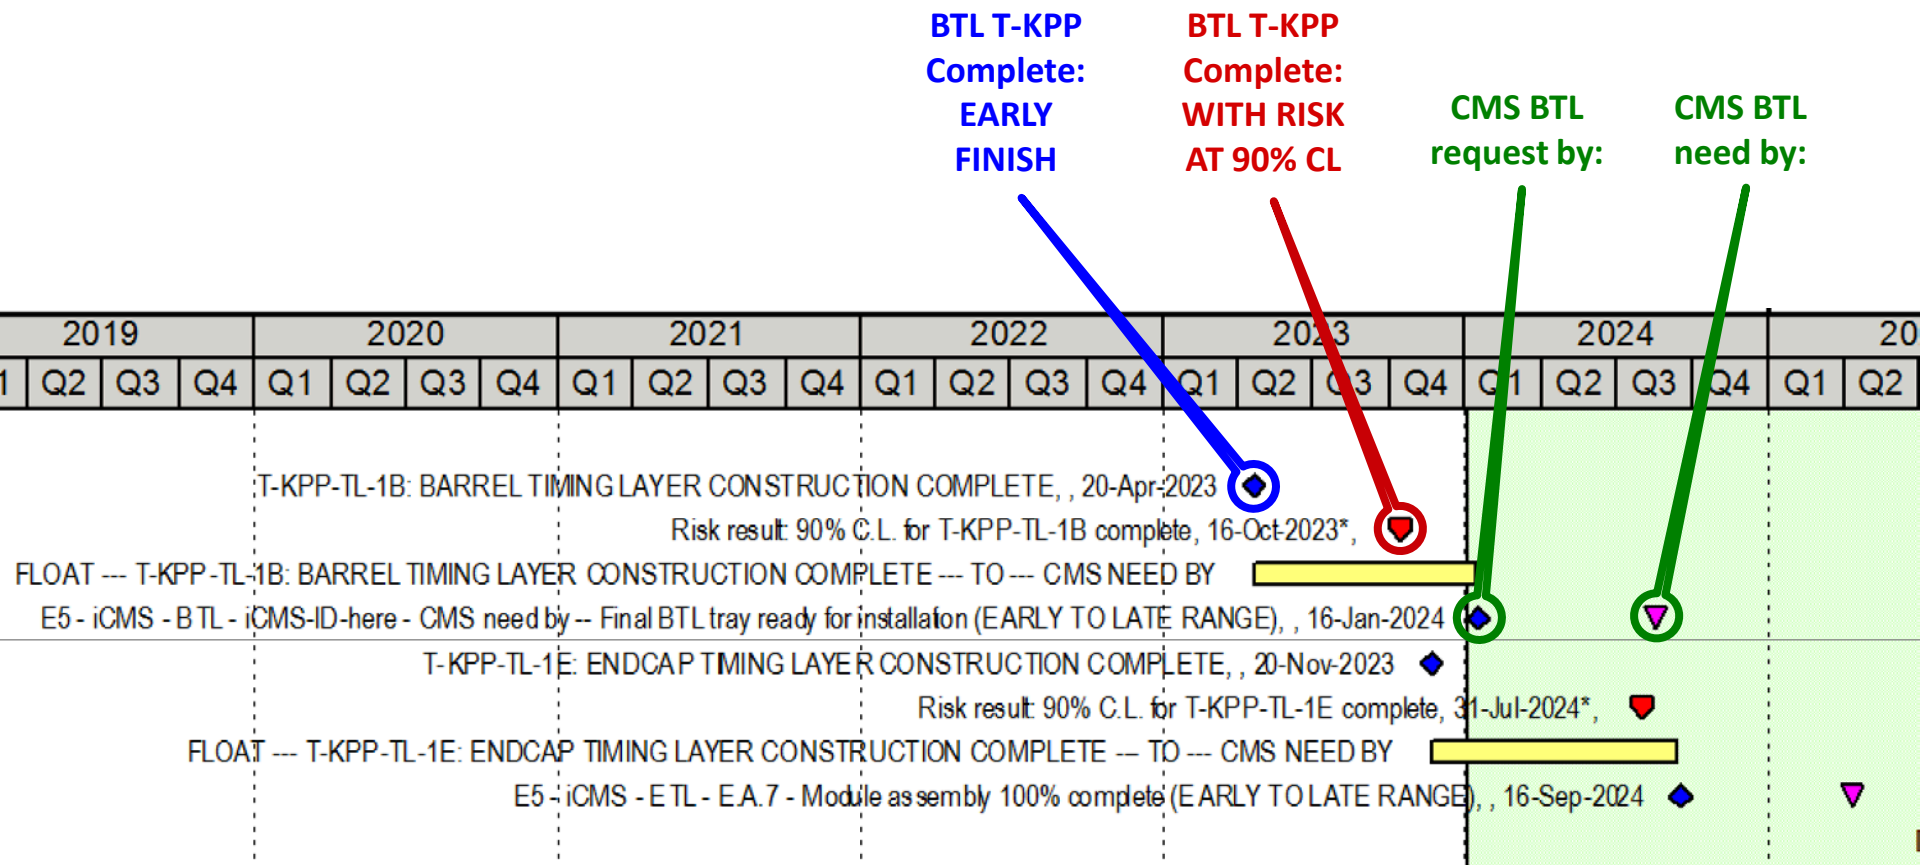 BTL T-KPP
Complete:
EARLY
FINISH
BTL T-KPP
Complete:
WITH RISK
AT 90% CL
CMS BTL
request by:
CMS BTL
need by:
2019 2020 2021 2022 2023 2024 20
1 Q2 Q3 Q4 Q1 Q2 Q3 Q4 Q1 Q2 Q3 Q4 Q1 Q2 Q3 Q4 Q1 Q2 Q3 Q4 Q1 Q2 Q3 Q4 Q1 Q2
T-KPP-TL-1B: BARREL TIMING LAYER CONSTRUCTION COMPLETE, , 20-Apr-2023
Risk result: 90% C.L. for T-KPP-TL-1B complete, 16-Oct-2023*,
FLOAT --- T-KPP-TL-1B: BARREL TIMING LAYER CONSTRUCTION COMPLETE --- TO --- CMS NEED BY
E5 - iCMS - BTL - iCMS-ID-here - CMS need by -- Final BTL tray ready for installation (EARLY TO LATE RANGE), , 16-Jan-2024
T-KPP-TL-1E: ENDCAP TIMING LAYER CONSTRUCTION COMPLETE, , 20-Nov-2023
Risk result: 90% C.L. for T-KPP-TL-1E complete, 31-Jul-2024*,
FLOAT --- T-KPP-TL-1E: ENDCAP TIMING LAYER CONSTRUCTION COMPLETE --- TO --- CMS NEED BY
E5 - iCMS - ETL - E.A.7 - Module assembly 100% complete (EARLY TO LATE RANGE), , 16-Sep-2024